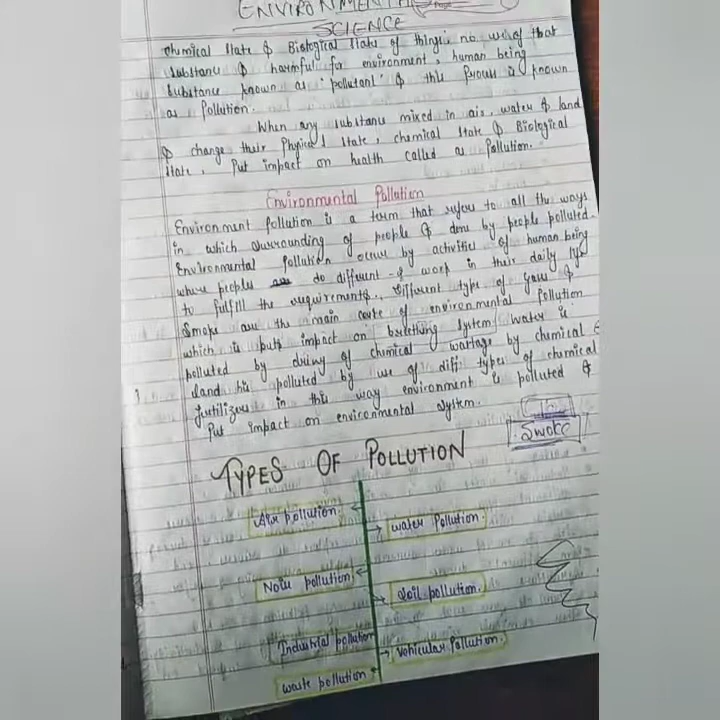 ENVIRONMENTAL
SCIENCE
chemical state & Biological state of things no use of that
substance & harmful for environment, human being
substance known as 'pollutant' & this process is known
as Pollution.
When any substance mixed in air, water & land
& change their Physical state, chemical state & Biological
state, Put impact on health called as Pollution.
Environmental Pollution
Environment Pollution is a term that refers to all the ways
in which surrounding of people & done by people polluted.
Environmental Pollution occur by activities of human being
where peoples do different of work in their daily life
to fulfill the requirements. Different type of gases &
smoke are the main cause of environmental Pollution
which is puts impact on breething system, water is
polluted by of chemical wattage by chemical
land polluted by use of diff. types of chemical
fertilizers in this way environment is polluted &
Put impact on environmental system.
Smoke
TYPES OF POLLUTION
Air pollution.
water Pollution.
Noise pollution
Soil pollution.
Industrial pollution
Vehicular Pollution.
waste pollution